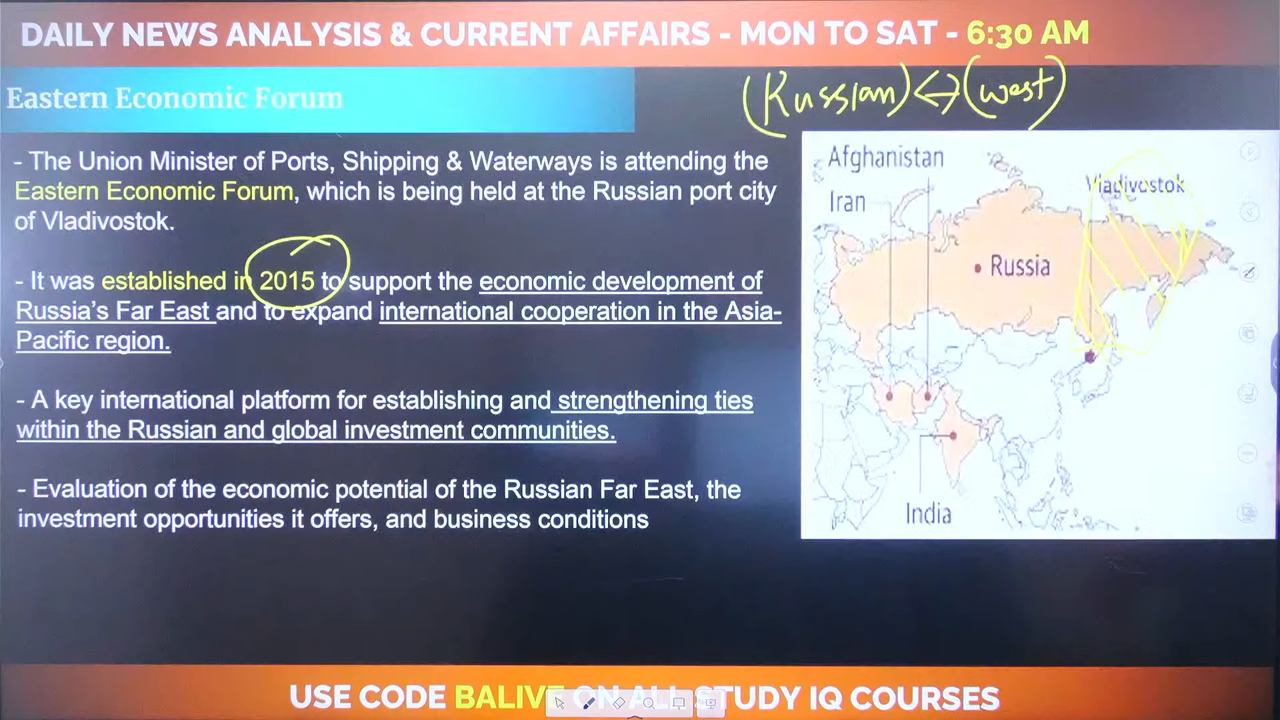 DAILY NEWS ANALYSIS & CURRENT AFFAIRS - MON TO SAT - 6:30 AM
Eastern Economic Forum
(Russian) <-> (west)
- The Union Minister of Ports, Shipping & Waterways is attending the
Eastern Economic Forum, which is being held at the Russian port city
of Vladivostok.
- It was established in 2015 to support the economic development of
Russia's Far East and to expand international cooperation in the Asia-
Pacific region.
- A key international platform for establishing and strengthening ties
within the Russian and global investment communities.
- Evaluation of the economic potential of the Russian Far East, the
investment opportunities it offers, and business conditions
Afghanistan
Vladivostok
Iran
Russia
India
USE CODE BALIVE ON ALL STUDY IQ COURSES